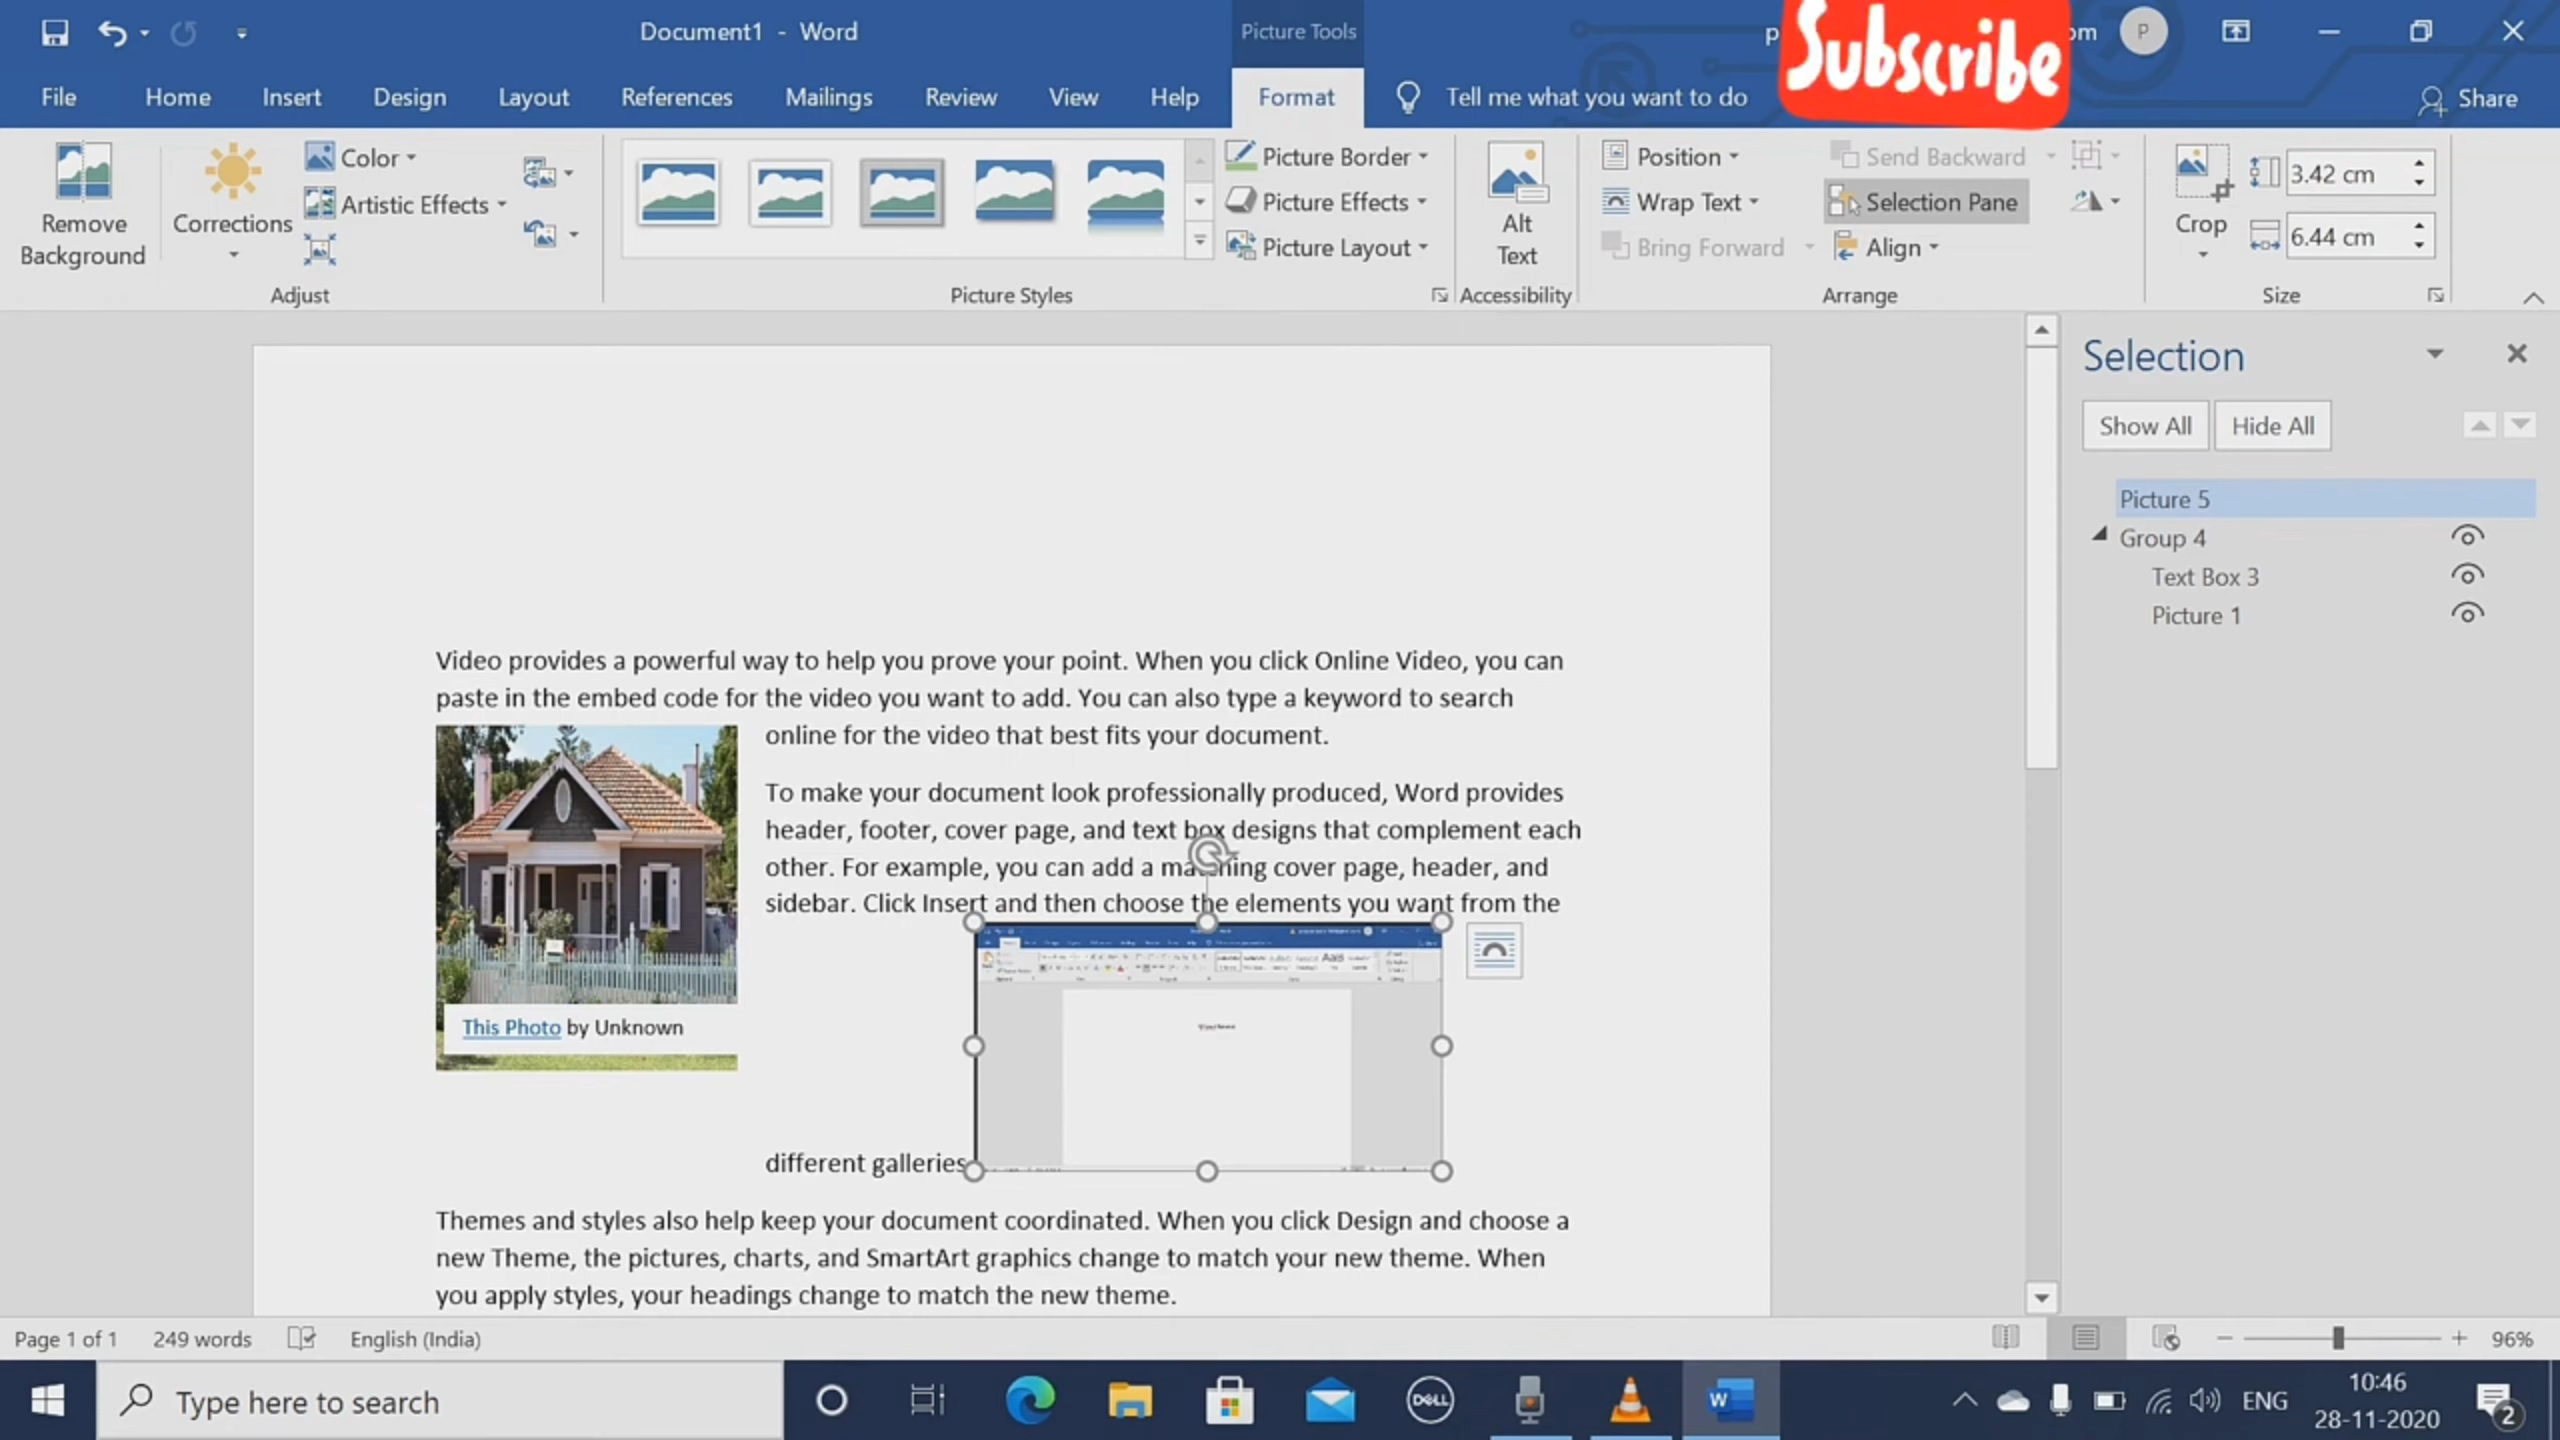 Document1 - Word
Picture Tools
Subscribe
P
File
Home
Insert
Design
Layout
References
Mailings
Review
View
Help
Format
Tell me what you want to do
Share
Remove
Background
Corrections
Color
Artistic Effects
Adjust
Picture Styles
Picture Border
Picture Effects
Picture Layout
Alt
Text
Accessibility
Position
Wrap Text
Bring Forward
Send Backward
Selection Pane
Align
Arrange
Crop
3.42 cm
6.44 cm
Size
Selection
Show All
Hide All
Picture 5
Group 4
Text Box 3
Picture 1
Video provides a powerful way to help you prove your point. When you click Online Video, you can
paste in the embed code for the video you want to add. You can also type a keyword to search
online for the video that best fits your document.
To make your document look professionally produced, Word provides
header, footer, cover page, and text box designs that complement each
other. For example, you can add a matching cover page, header, and
sidebar. Click Insert and then choose the elements you want from the
This Photo by Unknown
different galleries
Themes and styles also help keep your document coordinated. When you click Design and choose a
new Theme, the pictures, charts, and SmartArt graphics change to match your new theme. When
you apply styles, your headings change to match the new theme.
Page 1 of 1
249 words
English (India)
96%
Type here to search
DELL
W
ENG
10:46
28-11-2020
2